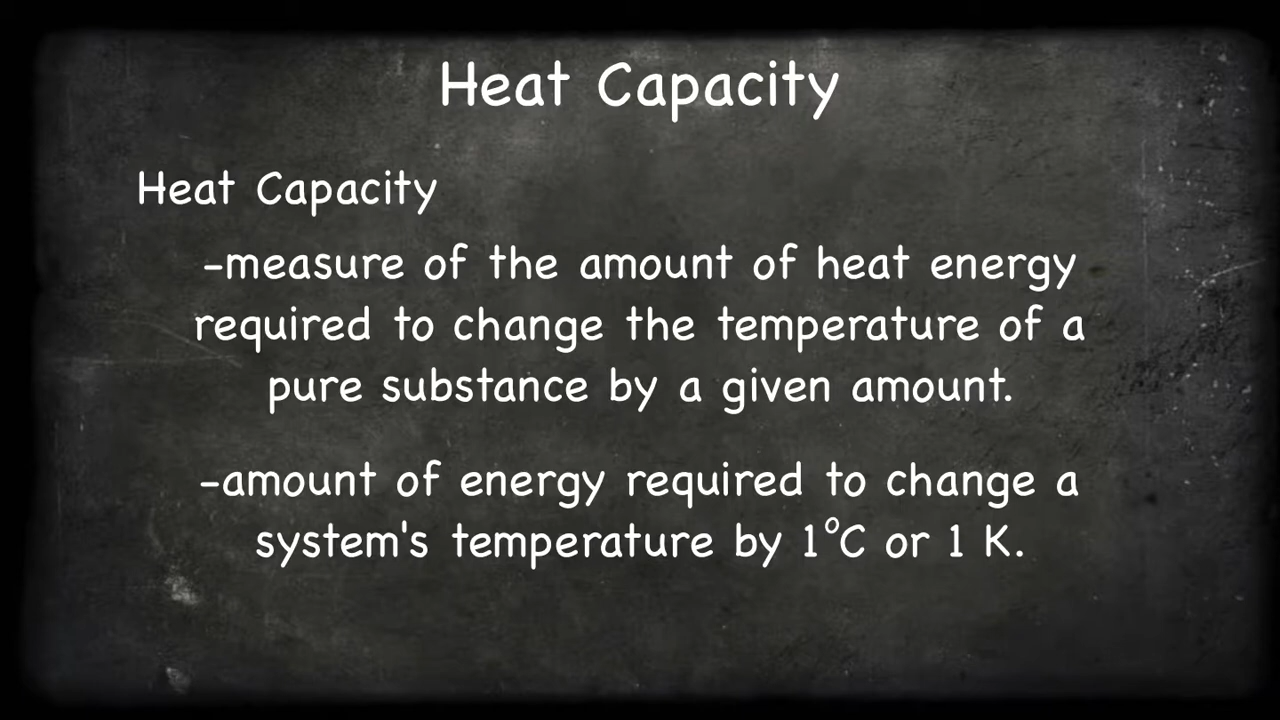 Heat Capacity
Heat Capacity
-measure of the amount of heat energy
required to change the temperature of a
pure substance by a given amount.
-amount of energy required to change a
system's temperature by 1°C or 1 K.